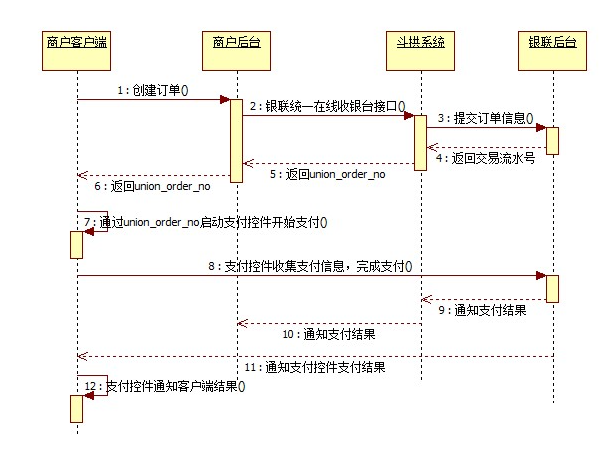 商户客户端
商户后台
斗拱系统
银联后台
1 : 创建订单()
2 : 银联统一在线收银台接口()
3 : 提交订单信息()
4 : 返回交易流水号
5 : 返回union_order_no
6 : 返回union_order_no
7 : 通过union_order_no启动支付控件开始支付()
8 : 支付控件收集支付信息，完成支付()
9 : 通知支付结果
10 : 通知支付结果
11 : 通知支付控件支付结果
12 : 支付控件通知客户端结果()